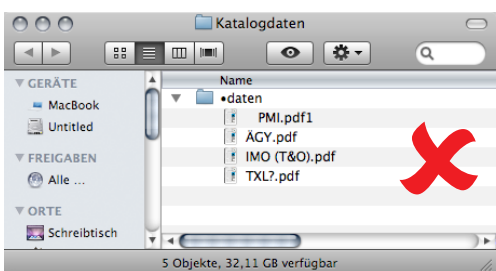 Katalogdaten
Name
GERÄTE
MacBook
Untitled
FREIGABEN
Alle ...
ORTE
Schreibtisch
•daten
PMI.pdf1
ÄGY.pdf
IMO (T&O).pdf
TXL?.pdf
5 Objekte, 32,11 GB verfügbar